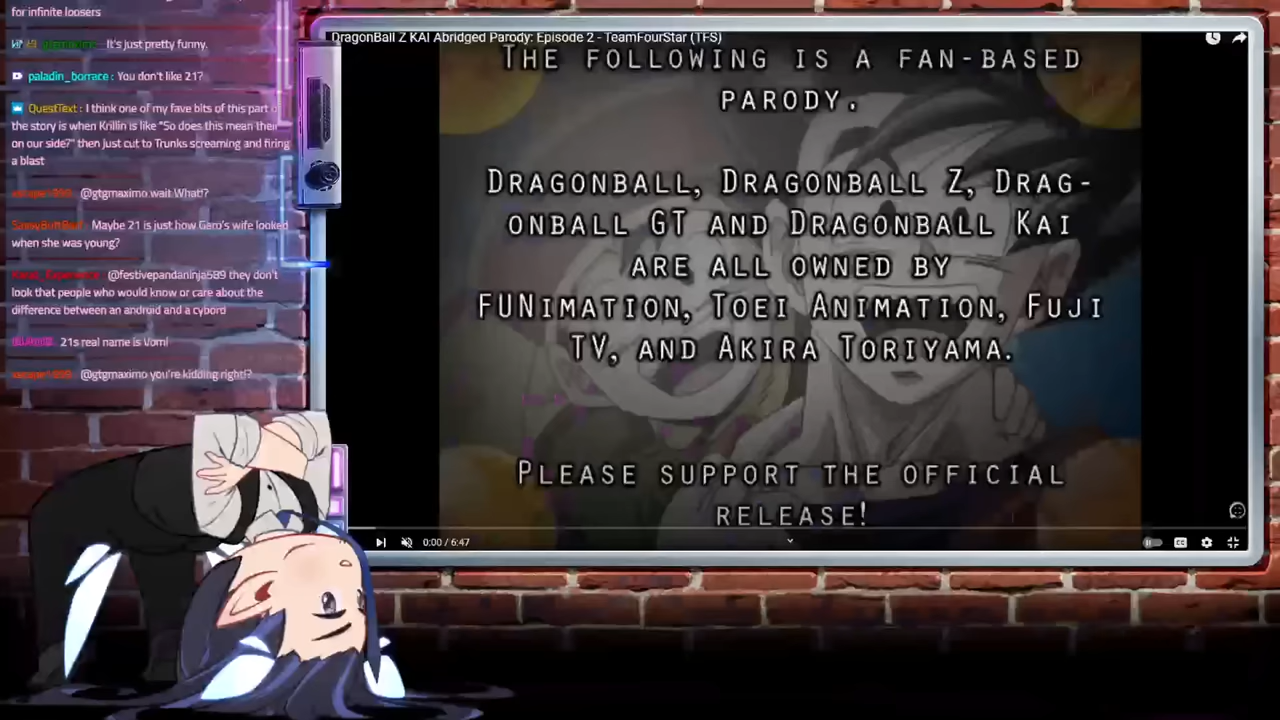 for infinite loosers
It's just pretty funny.
paladin_borrace : You don't like 21?
QuestText : I think one of my fave bits of this part of
the story is when Krillin is like "So does this mean their
on our side?" then just cut to Trunks screaming and firing
a blast
@gtgmaximo wait What!?
Maybe 21 is just how Gero's wife looked
when she was young?
@festivepandaninja589 they don't
look that people who would know or care about the
difference between an android and a cybord
21s real name is Vomi
@gtgmaximo you're kidding right!?
DragonBall Z KAI Abridged Parody: Episode 2 - TeamFourStar (TFS)
The following is a fan-based
parody.
Dragonball, Dragonball Z, Drag-
onball GT and Dragonball Kai
are all owned by
FUNimation, Toei Animation, Fuji
TV, and Akira Toriyama.
Please support the official
release!
0:00 / 6:47
CC